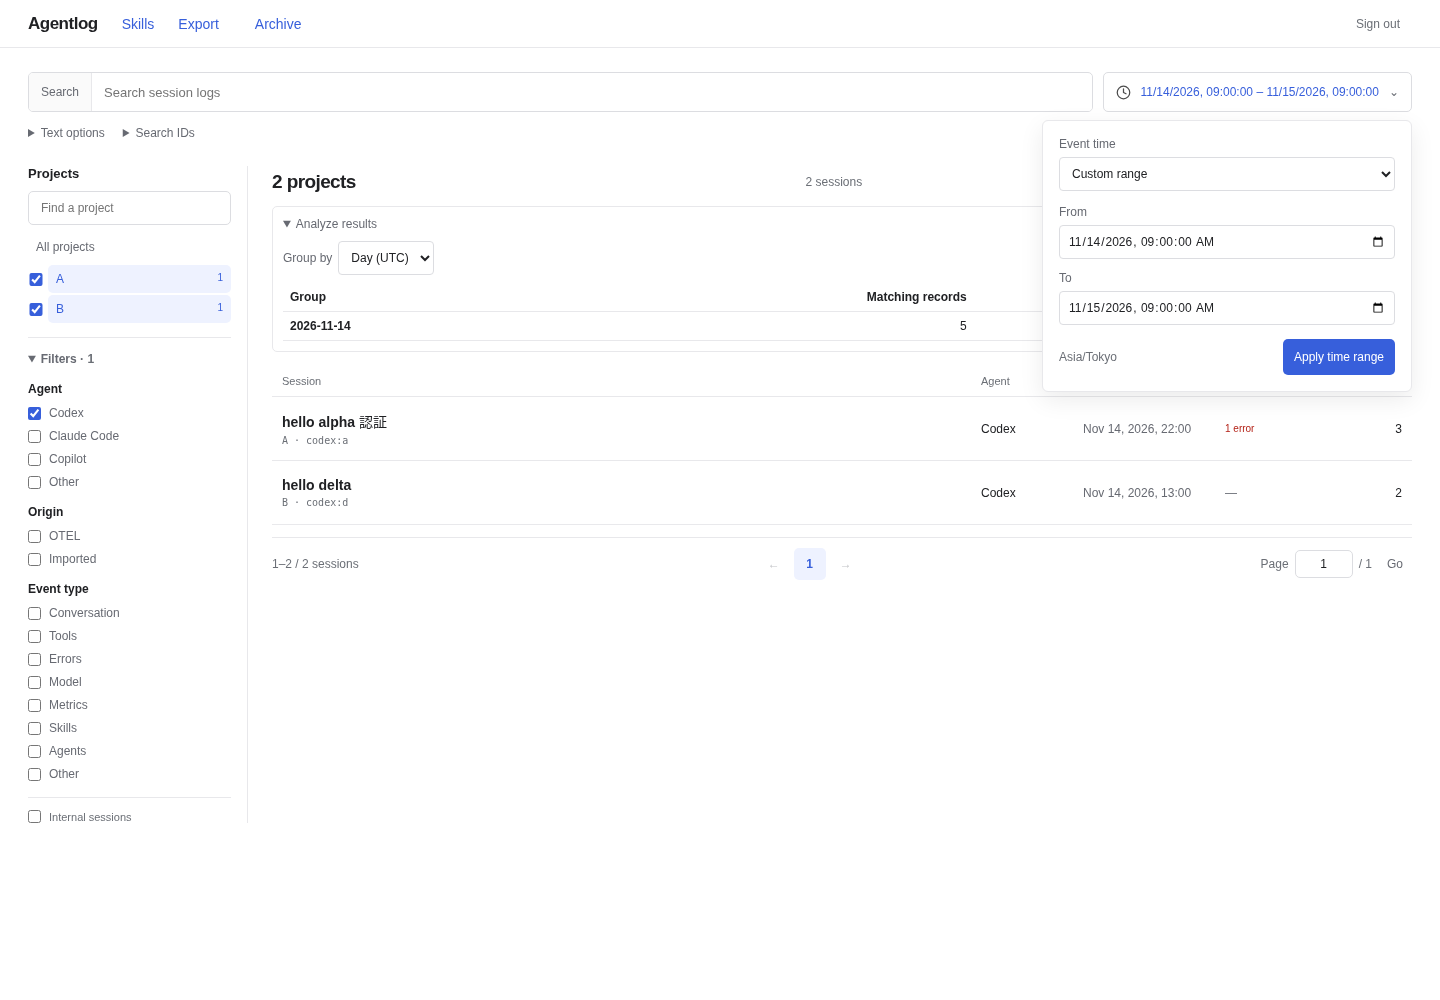 Agentlog Skills Export Archive Sign out
Search Search session logs 11/14/2026, 09:00:00 – 11/15/2026, 09:00:00
Text options Search IDs
Event time
Custom range
From
11/14/2026, 09:00:00 AM
To
11/15/2026, 09:00:00 AM
Asia/Tokyo Apply time range
Projects
Find a project
All projects
A 1
B 1
Filters · 1
Agent
Codex
Claude Code
Copilot
Other
Origin
OTEL
Imported
Event type
Conversation
Tools
Errors
Model
Metrics
Skills
Agents
Other
Internal sessions
2 projects 2 sessions
Analyze results
Group by Day (UTC)
Group Matching records
2026-11-14 5
Session Agent
hello alpha 認証
A · codex:a
Codex Nov 14, 2026, 22:00 1 error 3
hello delta
B · codex:d
Codex Nov 14, 2026, 13:00 — 2
1–2 / 2 sessions ← 1 → Page 1 / 1 Go